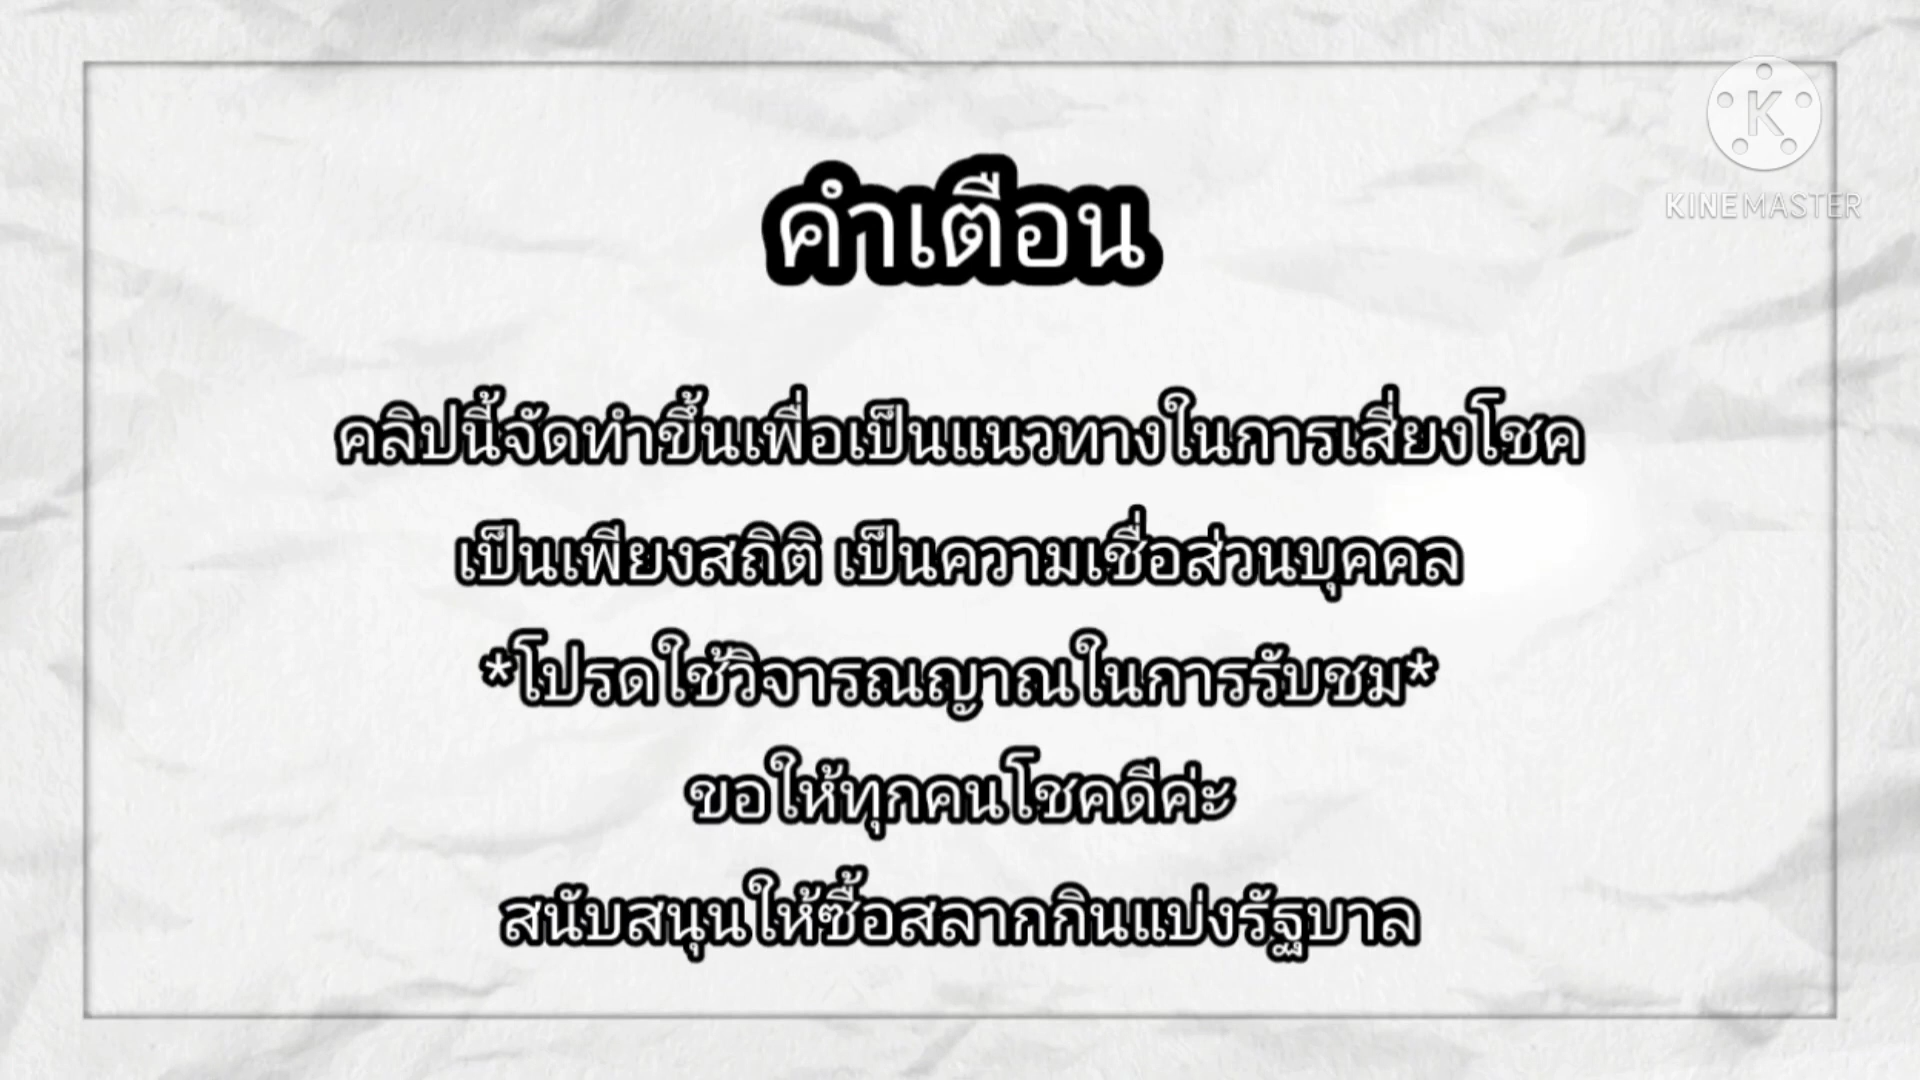 คำเตือน
KINEMASTER
คลิปนี้จัดทำขึ้นเพื่อเป็นแนวทางในการเสี่ยงโชค
เป็นเพียงสถิติ เป็นความเชื่อส่วนบุคคล
*โปรดใช้วิจารณญาณในการรับชม*
ขอให้ทุกคนโชคดีค่ะ
สนับสนุนให้ซื้อสลากกินแบ่งรัฐบาล